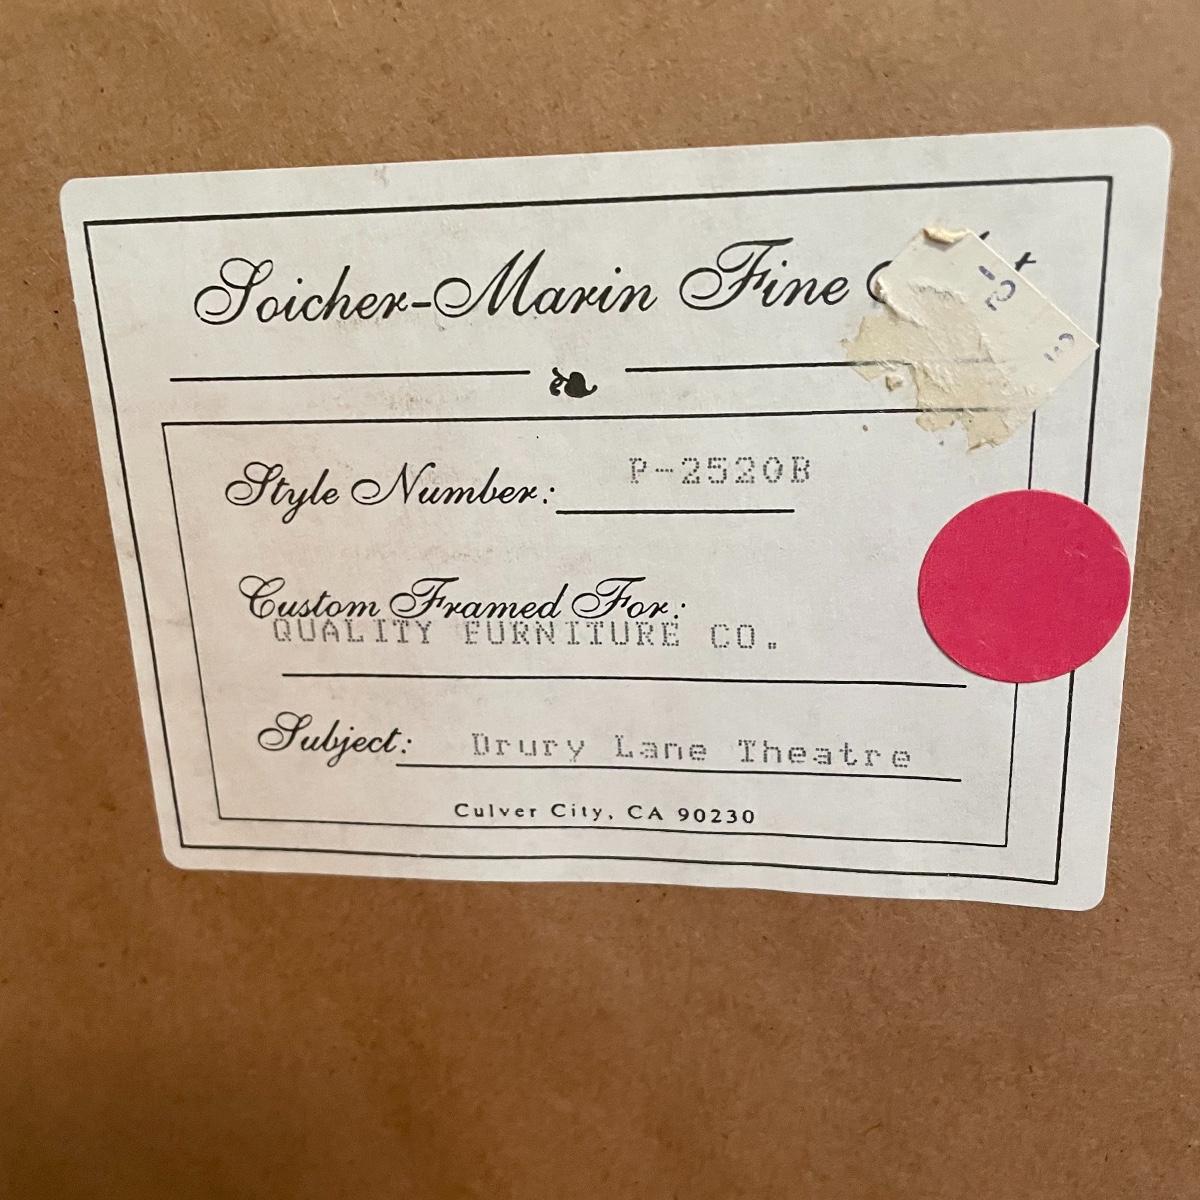 Soicher-Marin Fine
Style Number: P-2520B
Custom Framed For:
QUALITY FURNITURE CO.
Subject: Drury Lane Theatre
Culver City, CA 90230